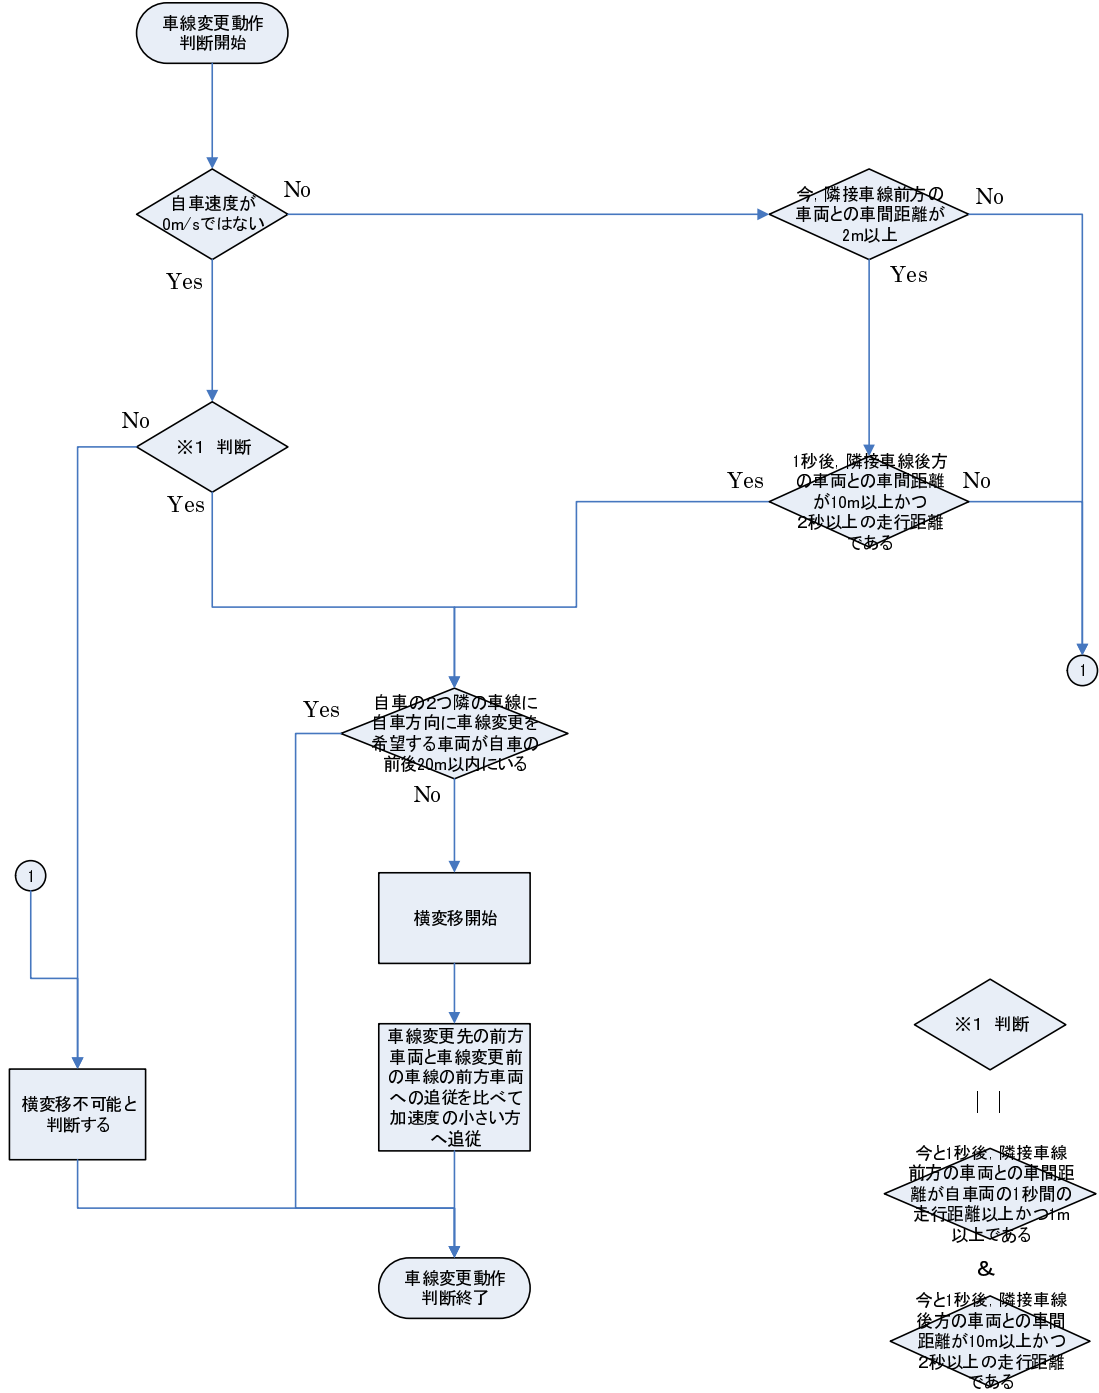 車線変更動作
判断開始
自車速度が
0m/sではない
No
Yes
今,隣接車線前方の
車両との車間距離が
2m以上
No
Yes
※1 判断
No
Yes
1秒後,隣接車線後方
の車両との車間距離
が10m以上かつ
2秒以上の走行距離
である
Yes
No
1
自車の2つ隣の車線に
自車方向に車線変更を
希望する車両が自車の
前後20m以内にいる
Yes
No
1
横変移開始
車線変更先の前方
車両と車線変更前
の車線の前方車両
への追従を比べて
加速度の小さい方
へ追従
横変移不可能と
判断する
車線変更動作
判断終了
※1 判断
今と1秒後,隣接車線
前方の車両との車間距
離が自車両の1秒間の
走行距離以上かつ1m
以上である
&
今と1秒後,隣接車線
後方の車両との車間
距離が10m以上かつ
2秒以上の走行距離
である